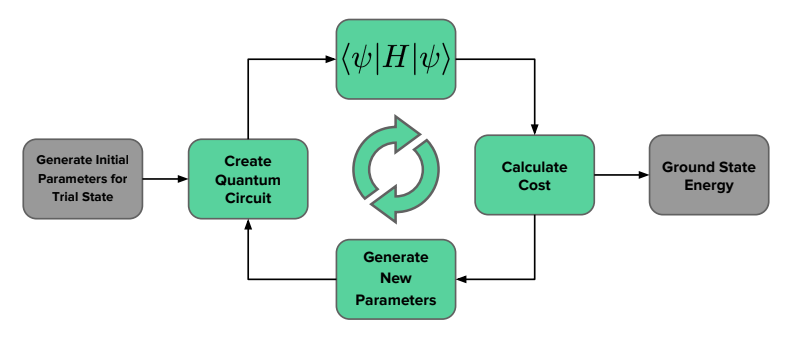 ⟨ψ|H|ψ⟩
Generate Initial
Parameters for
Trial State
Create
Quantum
Circuit
Calculate
Cost
Ground State
Energy
Generate
New
Parameters